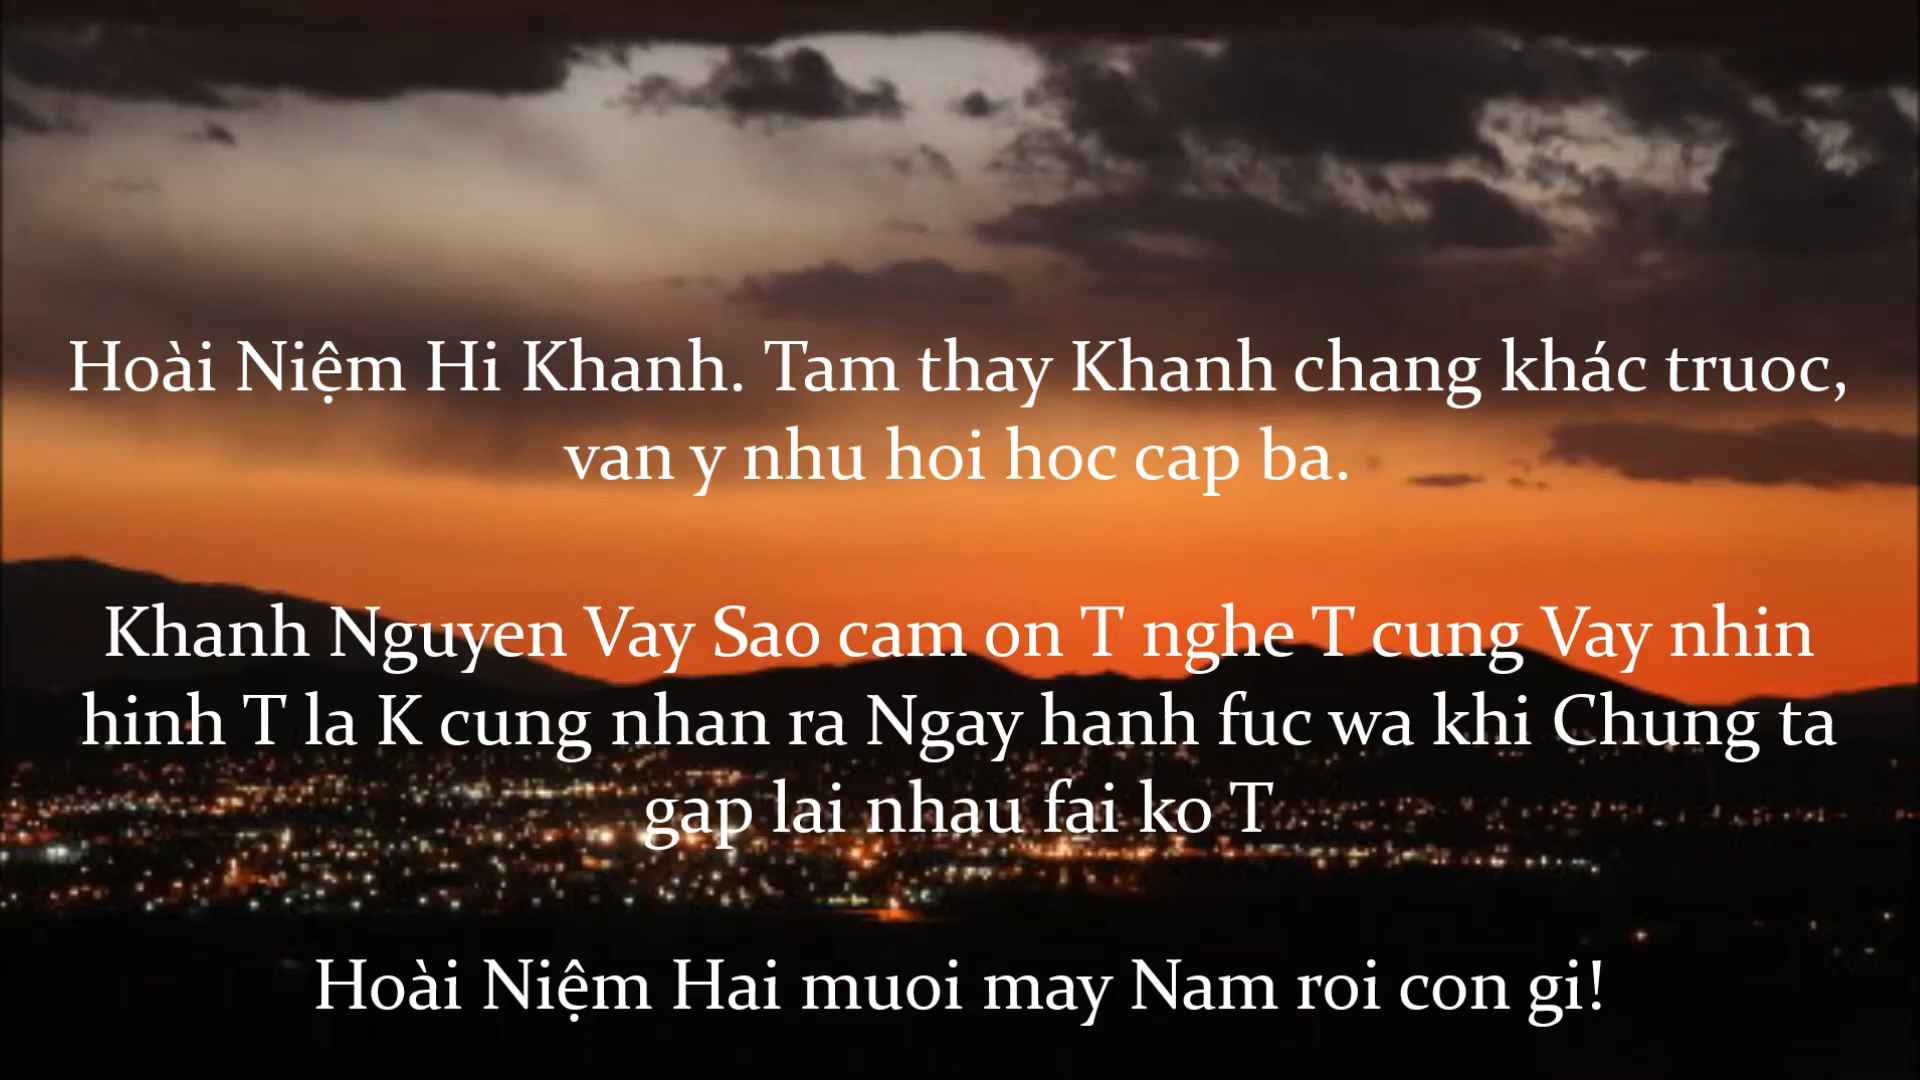 Hoài Niệm Hi Khanh. Tam thay Khanh chang khác truoc,
van y nhu hoi hoc cap ba.
Khanh Nguyen Vay Sao cam on T nghe T cung Vay nhin
hinh T la K cung nhan ra Ngay hanh fuc wa khi Chung ta
gap lai nhau fai ko T
Hoài Niệm Hai muoi may Nam roi con gi!